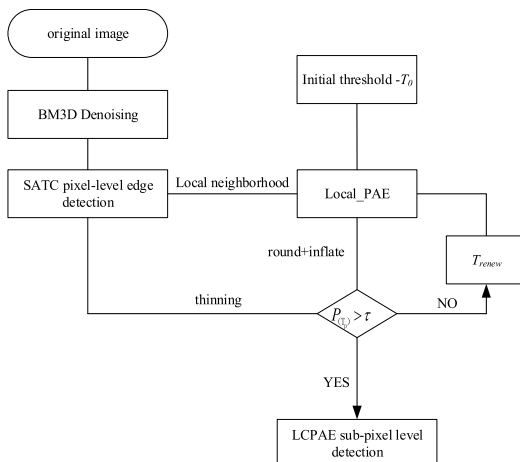 original image
Initial threshold -T0
BM3D Denoising
SATC pixel-level edge
detection
Local neighborhood
Local_PAE
round+inflate
Trenew
thinning
P(Tp) > τ
NO
YES
LCPAE sub-pixel level
detection